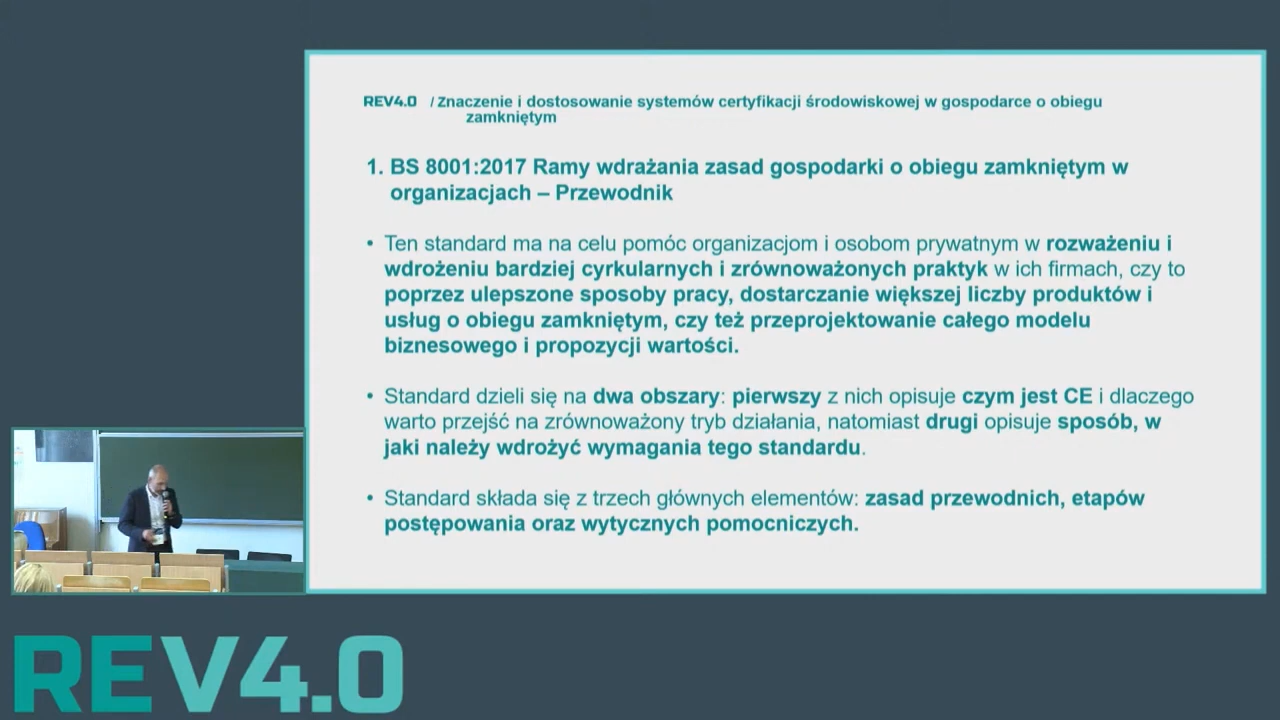 REV4.0 / Znaczenie i dostosowanie systemów certyfikacji środowiskowej w gospodarce o obiegu
zamkniętym
1. BS 8001:2017 Ramy wdrażania zasad gospodarki o obiegu zamkniętym w
organizacjach – Przewodnik
• Ten standard ma na celu pomóc organizacjom i osobom prywatnym w rozważeniu i
wdrożeniu bardziej cyrkularnych i zrównoważonych praktyk w ich firmach, czy to
poprzez ulepszone sposoby pracy, dostarczanie większej liczby produktów i
usług o obiegu zamkniętym, czy też przeprojektowanie całego modelu
biznesowego i propozycji wartości.
• Standard dzieli się na dwa obszary: pierwszy z nich opisuje czym jest CE i dlaczego
warto przejść na zrównoważony tryb działania, natomiast drugi opisuje sposób, w
jaki należy wdrożyć wymagania tego standardu.
• Standard składa się z trzech głównych elementów: zasad przewodnich, etapów
postępowania oraz wytycznych pomocniczych.
REV4.0